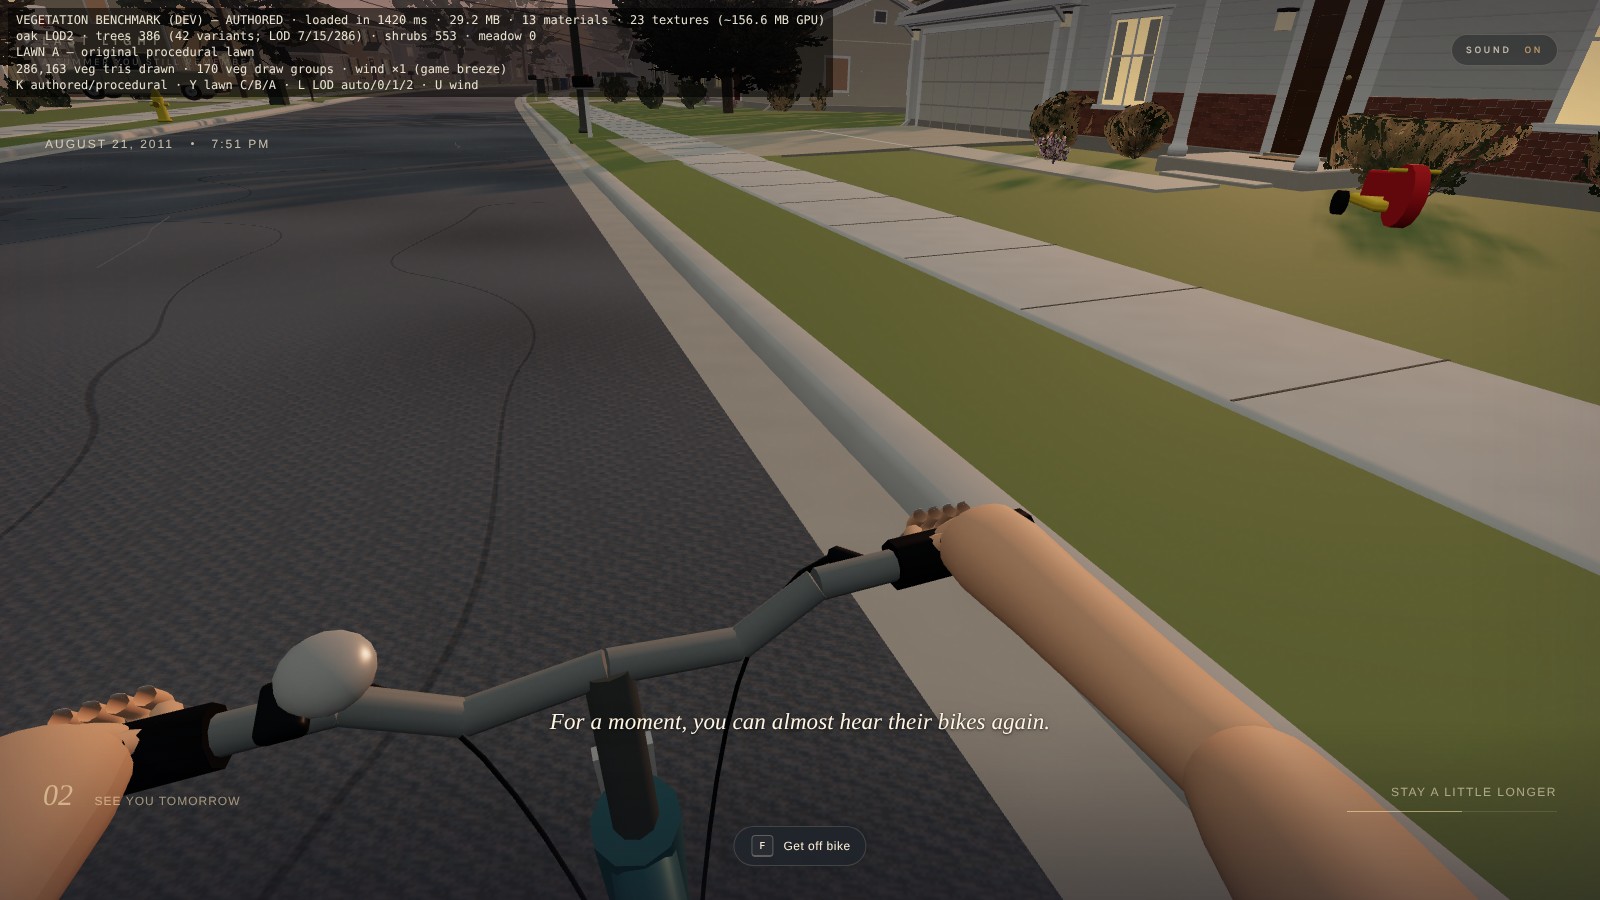 VEGETATION BENCHMARK (DEV) — AUTHORED · loaded in 1420 ms · 29.2 MB · 13 materials · 23 textures (~156.6 MB GPU)
oak LOD2 · trees 386 (42 variants; LOD 7/15/286) · shrubs 553 · meadow 0
LAWN A — original procedural lawn
286,163 veg tris drawn · 170 veg draw groups · wind ×1 (game breeze)
K authored/procedural · Y lawn C/B/A · L LOD auto/0/1/2 · U wind
SOUND ON
AUGUST 21, 2011 • 7:51 PM
For a moment, you can almost hear their bikes again.
02 SEE YOU TOMORROW
STAY A LITTLE LONGER
F Get off bike